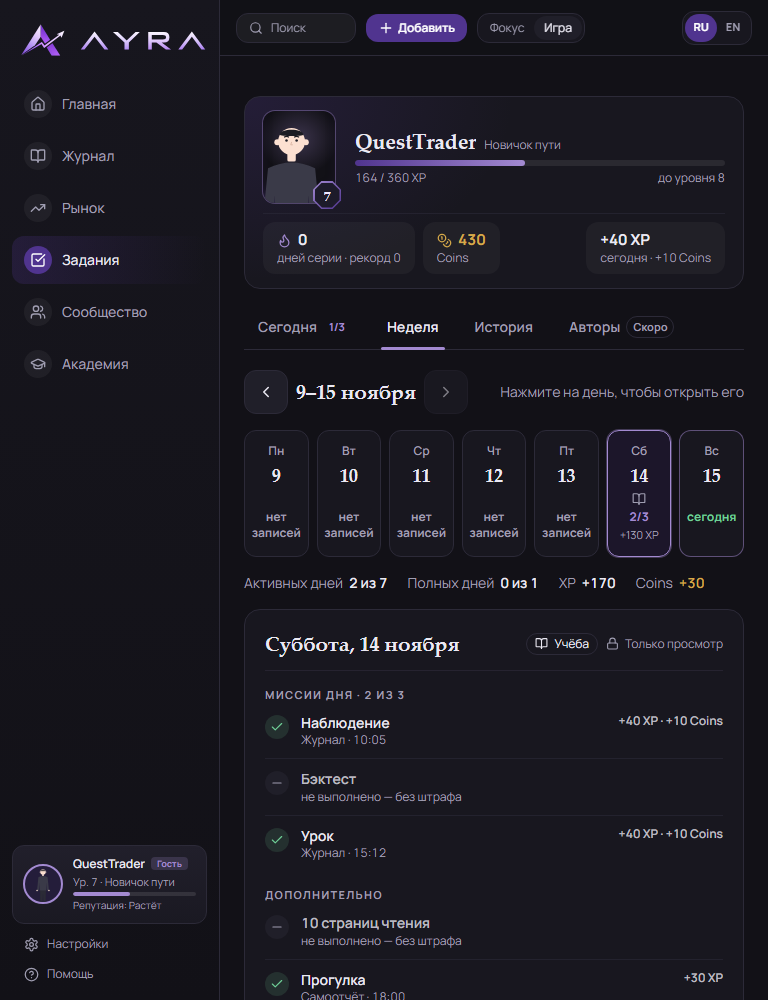 AYRA
Поиск
Добавить
Фокус
Игра
RU
EN
Главная
Журнал
Рынок
Задания
Сообщество
Академия
QuestTrader Новичок пути
164 / 360 XP
до уровня 8
7
0
дней серии · рекорд 0
430
Coins
+40 XP
сегодня · +10 Coins
Сегодня 1/3
Неделя
История
Авторы Скоро
9–15 ноября
Нажмите на день, чтобы открыть его
Пн
9
нет
записей
Вт
10
нет
записей
Ср
11
нет
записей
Чт
12
нет
записей
Пт
13
нет
записей
Сб
14
2/3
+130 XP
Вс
15
сегодня
Активных дней 2 из 7
Полных дней 0 из 1
XP +170
Coins +30
Суббота, 14 ноября
Учёба
Только просмотр
МИССИИ ДНЯ · 2 ИЗ 3
Наблюдение
+40 XP · +10 Coins
Журнал · 10:05
Бэктест
не выполнено — без штрафа
Урок
+40 XP · +10 Coins
Журнал · 15:12
ДОПОЛНИТЕЛЬНО
10 страниц чтения
не выполнено — без штрафа
Прогулка
+30 XP
Самоотчёт · 18:00
QuestTrader Гость
Ур. 7 · Новичок пути
Репутация: Растёт
Настройки
Помощь